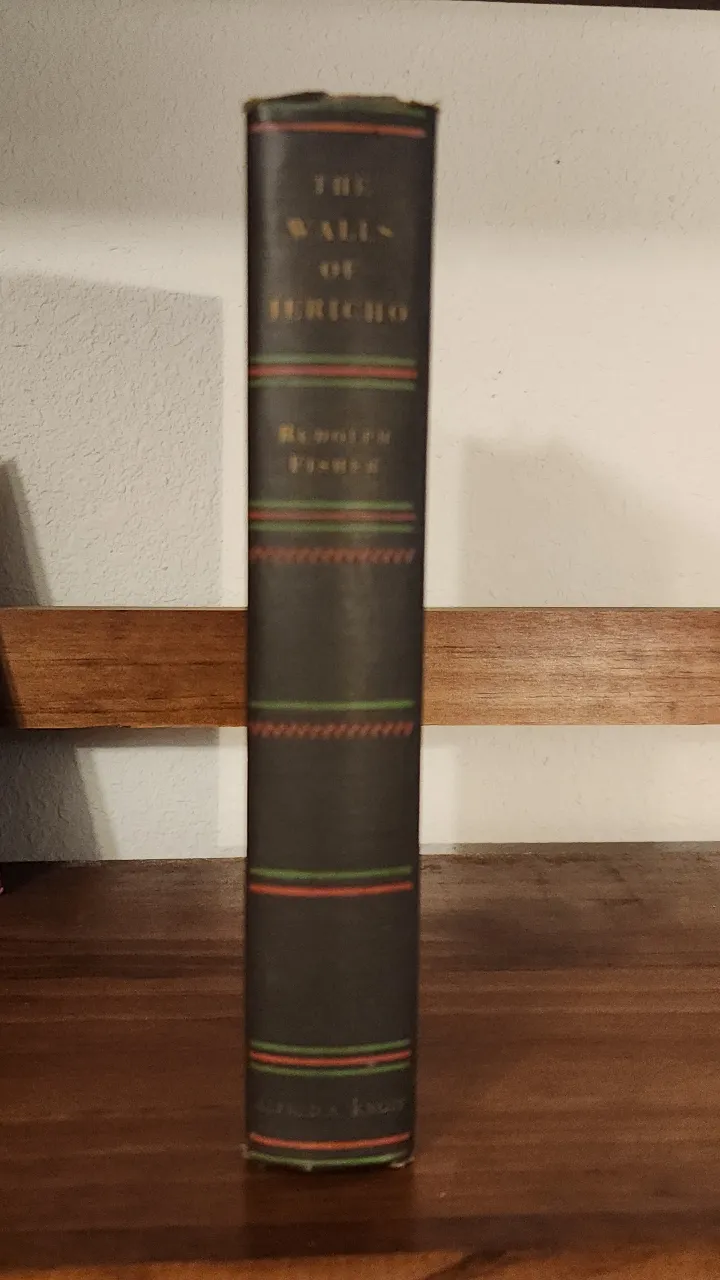 THE
WALLS
OF
JERICHO
RUDOLPH
FISHER
ALFRED A. KNOPF